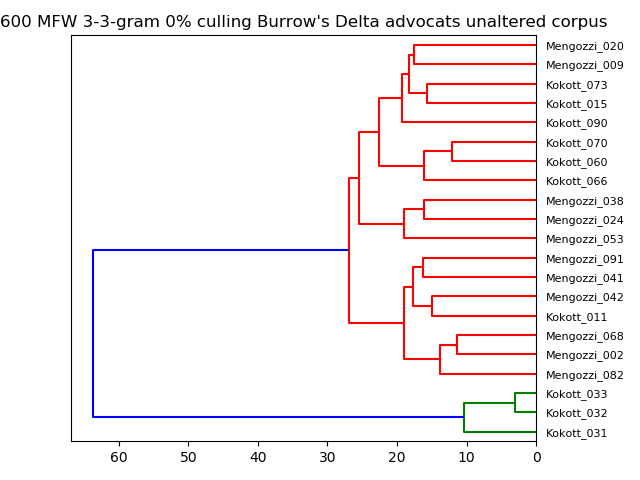 600 MFW 3-3-gram 0% culling Burrow's Delta advocats unaltered corpus
Mengozzi_020
Mengozzi_009
Kokott_073
Kokott_015
Kokott_090
Kokott_070
Kokott_060
Kokott_066
Mengozzi_038
Mengozzi_024
Mengozzi_053
Mengozzi_091
Mengozzi_041
Mengozzi_042
Kokott_011
Mengozzi_068
Mengozzi_002
Mengozzi_082
Kokott_033
Kokott_032
Kokott_031
60 50 40 30 20 10 0